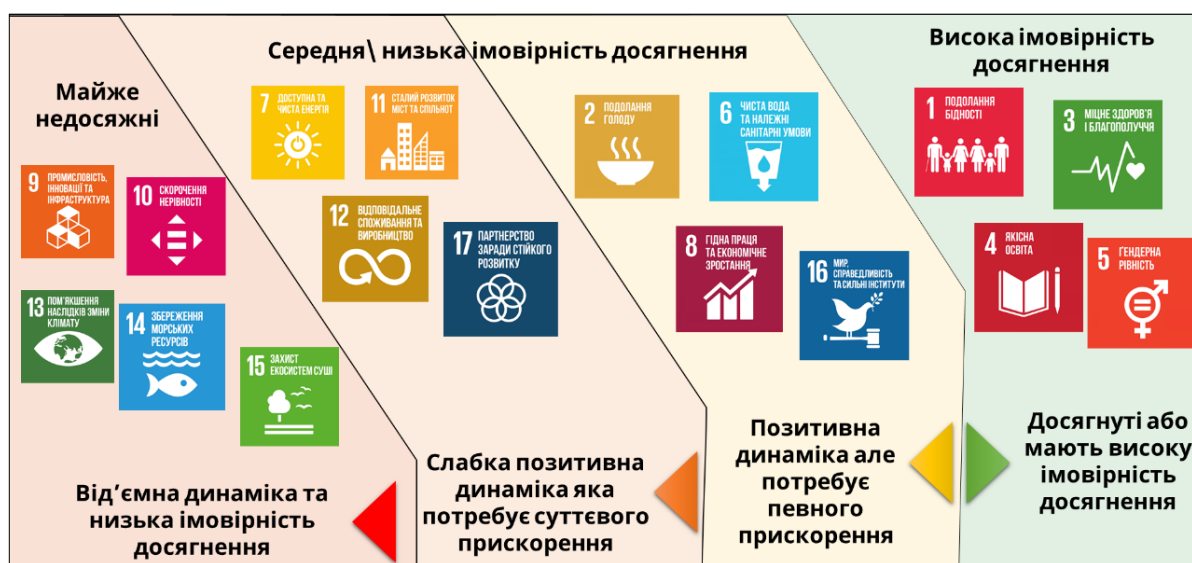 Майже
недосяжні
9 ПРОМИСЛОВІСТЬ,
ІННОВАЦІЇ ТА
ІНФРАСТРУКТУРА
10 СКОРОЧЕННЯ
НЕРІВНОСТІ
13 ПОМ'ЯКШЕННЯ
НАСЛІДКІВ ЗМІНИ
КЛІМАТУ
14 ЗБЕРЕЖЕННЯ
МОРСЬКИХ
РЕСУРСІВ
15 ЗАХИСТ
ЕКОСИСТЕМ СУШІ
Від’ємна динаміка та
низька імовірність
досягнення
Середня\ низька імовірність досягнення
7 ДОСТУПНА ТА
ЧИСТА ЕНЕРГІЯ
11 СТАЛИЙ РОЗВИТОК
МІСТ ТА СПІЛЬНОТ
12 ВІДПОВІДАЛЬНЕ
СПОЖИВАННЯ ТА
ВИРОБНИЦТВО
17 ПАРТНЕРСТВО
ЗАРАДИ СТІЙКОГО
РОЗВИТКУ
Слабка позитивна
динаміка яка
потребує суттєвого
прискорення
2 ПОДОЛАННЯ
ГОЛОДУ
6 ЧИСТА ВОДА
ТА НАЛЕЖНІ
САНІТАРНІ УМОВИ
8 ГІДНА ПРАЦЯ
ТА ЕКОНОМІЧНЕ
ЗРОСТАННЯ
16 МИР,
СПРАВЕДЛИВІСТЬ
ТА СИЛЬНІ ІНСТИТУТИ
Позитивна
динаміка але
потребує
певного
прискорення
Висока імовірність
досягнення
1 ПОДОЛАННЯ
БІДНОСТІ
3 МІЦНЕ ЗДОРОВ'Я
І БЛАГОПОЛУЧЧЯ
4 ЯКІСНА
ОСВІТА
5 ҐЕНДЕРНА
РІВНІСТЬ
Досягнуті або
мають високу
імовірність
досягнення